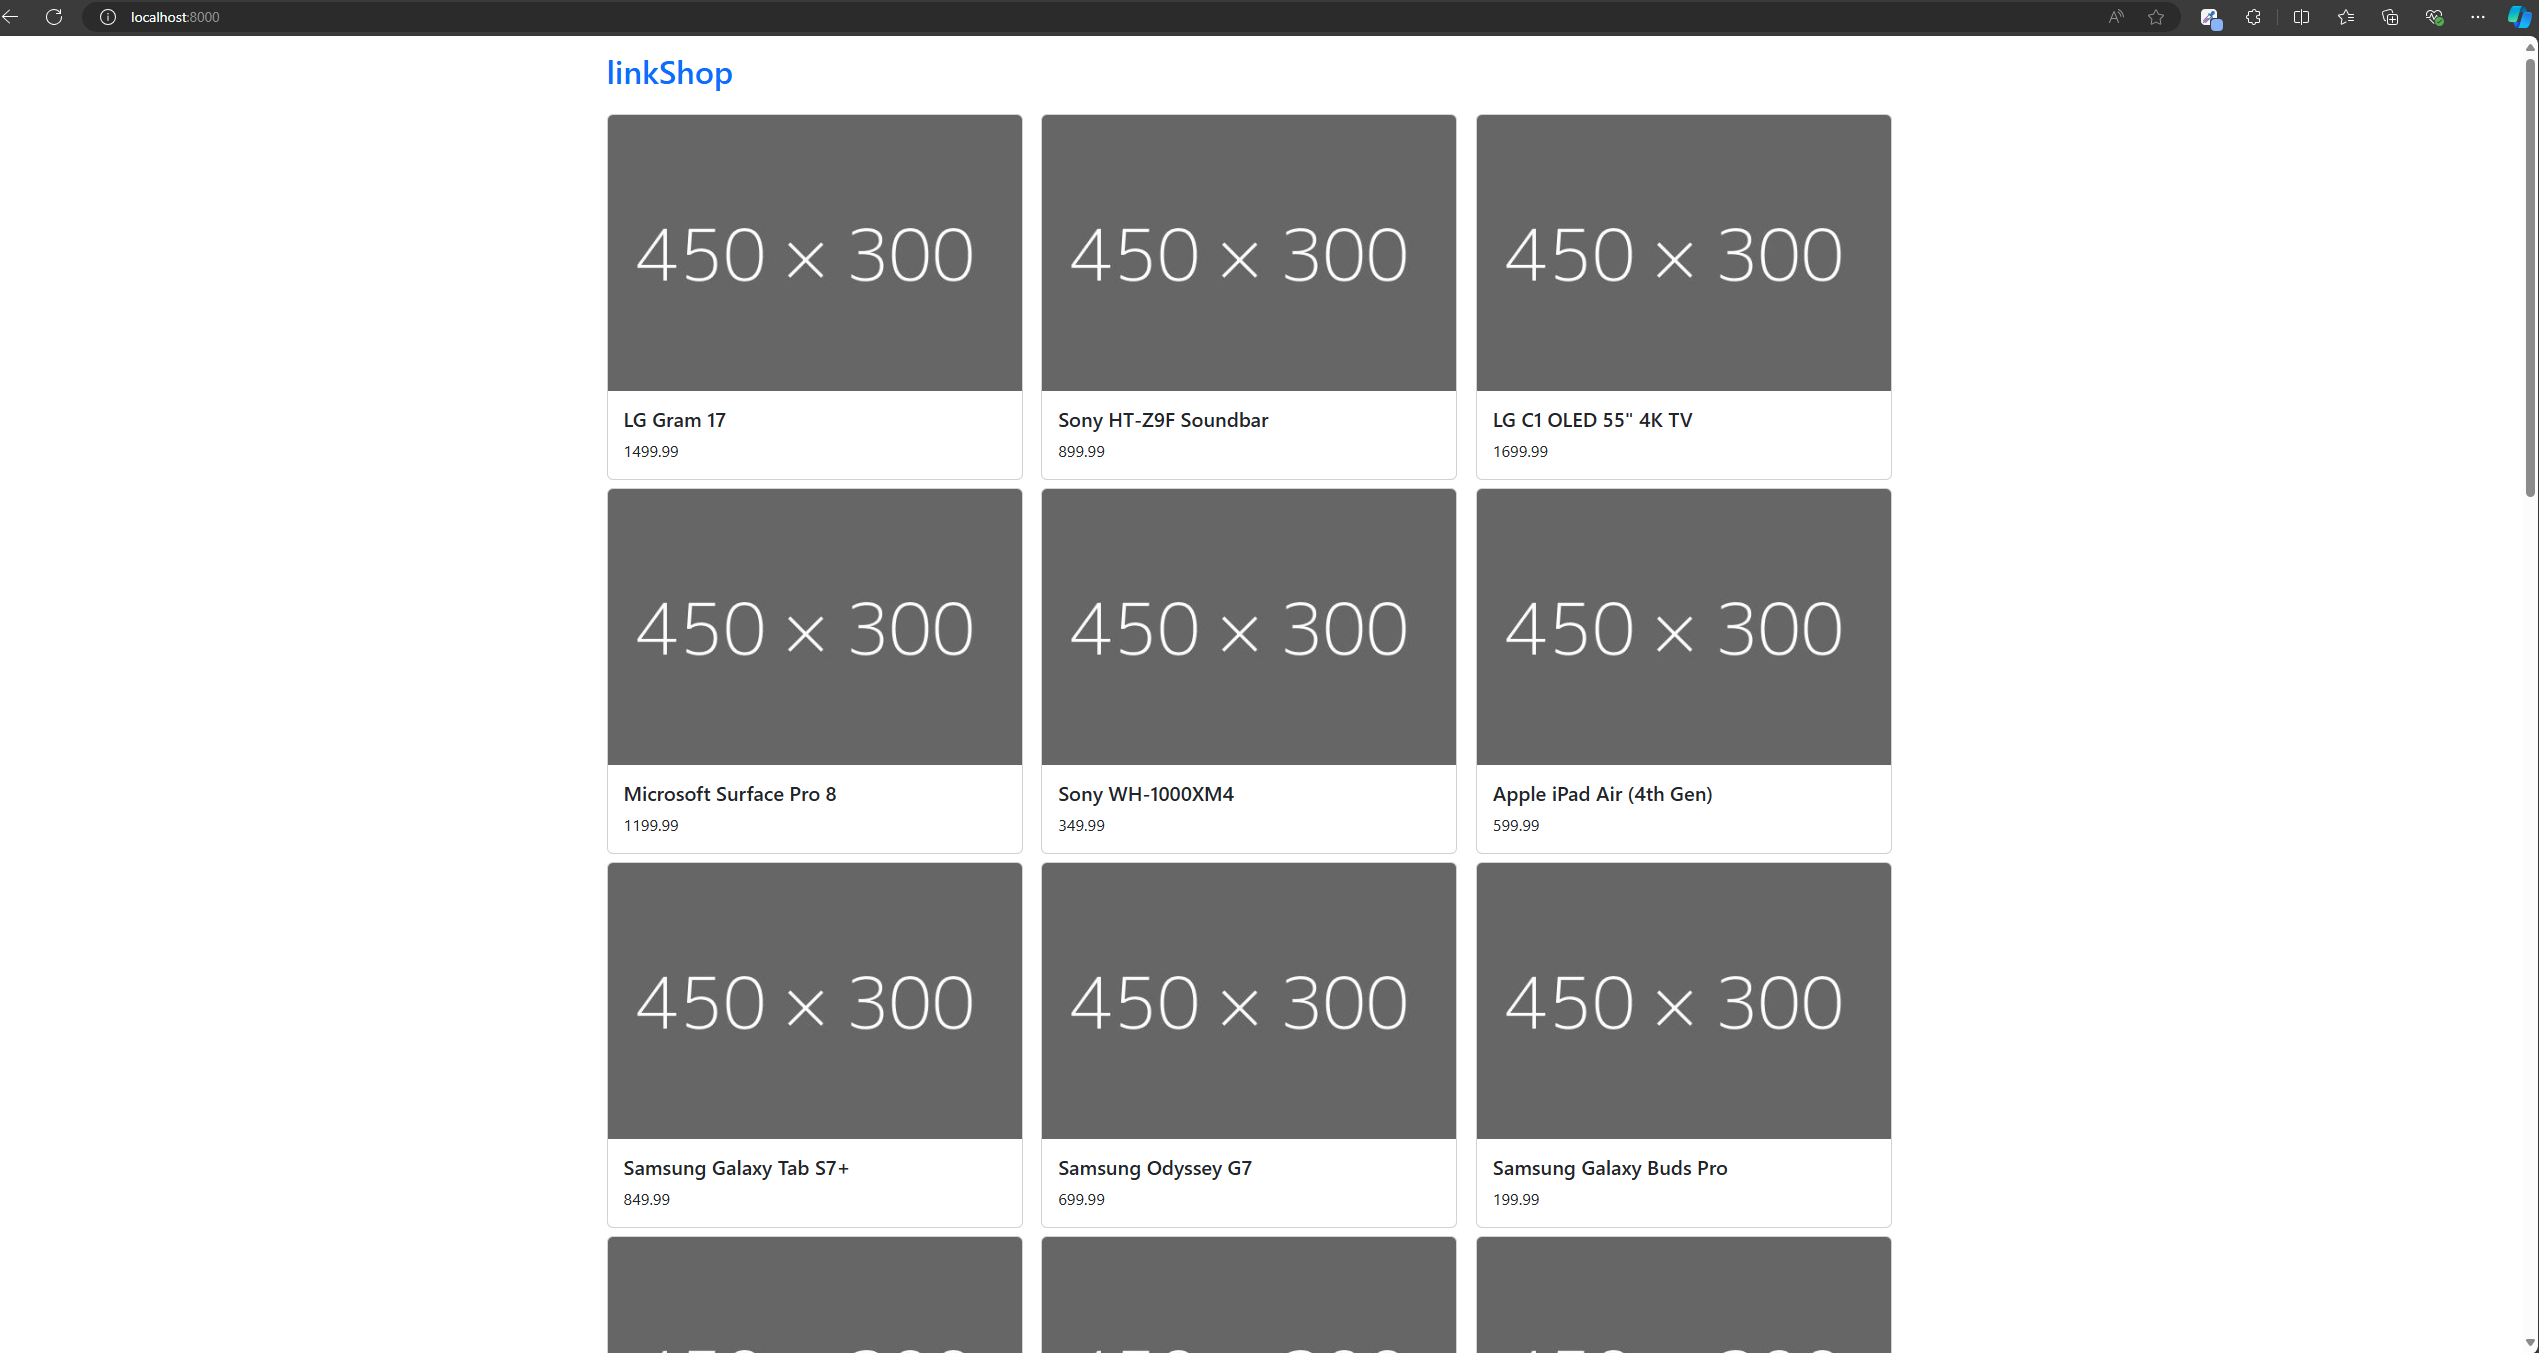 localhost:8000
linkShop
450 × 300
450 × 300
450 × 300
LG Gram 17
1499.99
Sony HT-Z9F Soundbar
899.99
LG C1 OLED 55" 4K TV
1699.99
450 × 300
450 × 300
450 × 300
Microsoft Surface Pro 8
1199.99
Sony WH-1000XM4
349.99
Apple iPad Air (4th Gen)
599.99
450 × 300
450 × 300
450 × 300
Samsung Galaxy Tab S7+
849.99
Samsung Odyssey G7
699.99
Samsung Galaxy Buds Pro
199.99